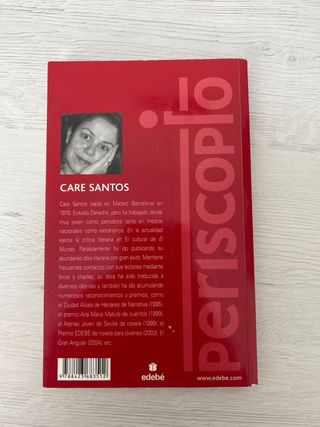 CARE SANTOS
Care Santos nació en Mataró (Barcelona) en
1970. Estudió Derecho, pero ha trabajado desde
muy joven como periodista tanto en medios
nacionales como extranjeros. En la actualidad
ejerce la crítica literaria en El cultural de El
Mundo. Paralelamente ha ido publicando su
abundante obra literaria con gran éxito. Mantiene
frecuentes contactos con sus lectores mediante
foros y charlas, su obra ha sido traducida a
diversos idiomas y también ha ido acumulando
numerosos reconocimientos y premios, como
el Ciudad Alcalá de Henares de Narrativa (1995),
el premio Ana María Matute de cuentos (1999),
el Ateneo Joven de Sevilla de novela (1999), el
Premio EDEBÉ de novela para jóvenes (2003), El
Gran Angular (2004), etc.
9 788423 683512
edebé
www.edebe.com
periscopio